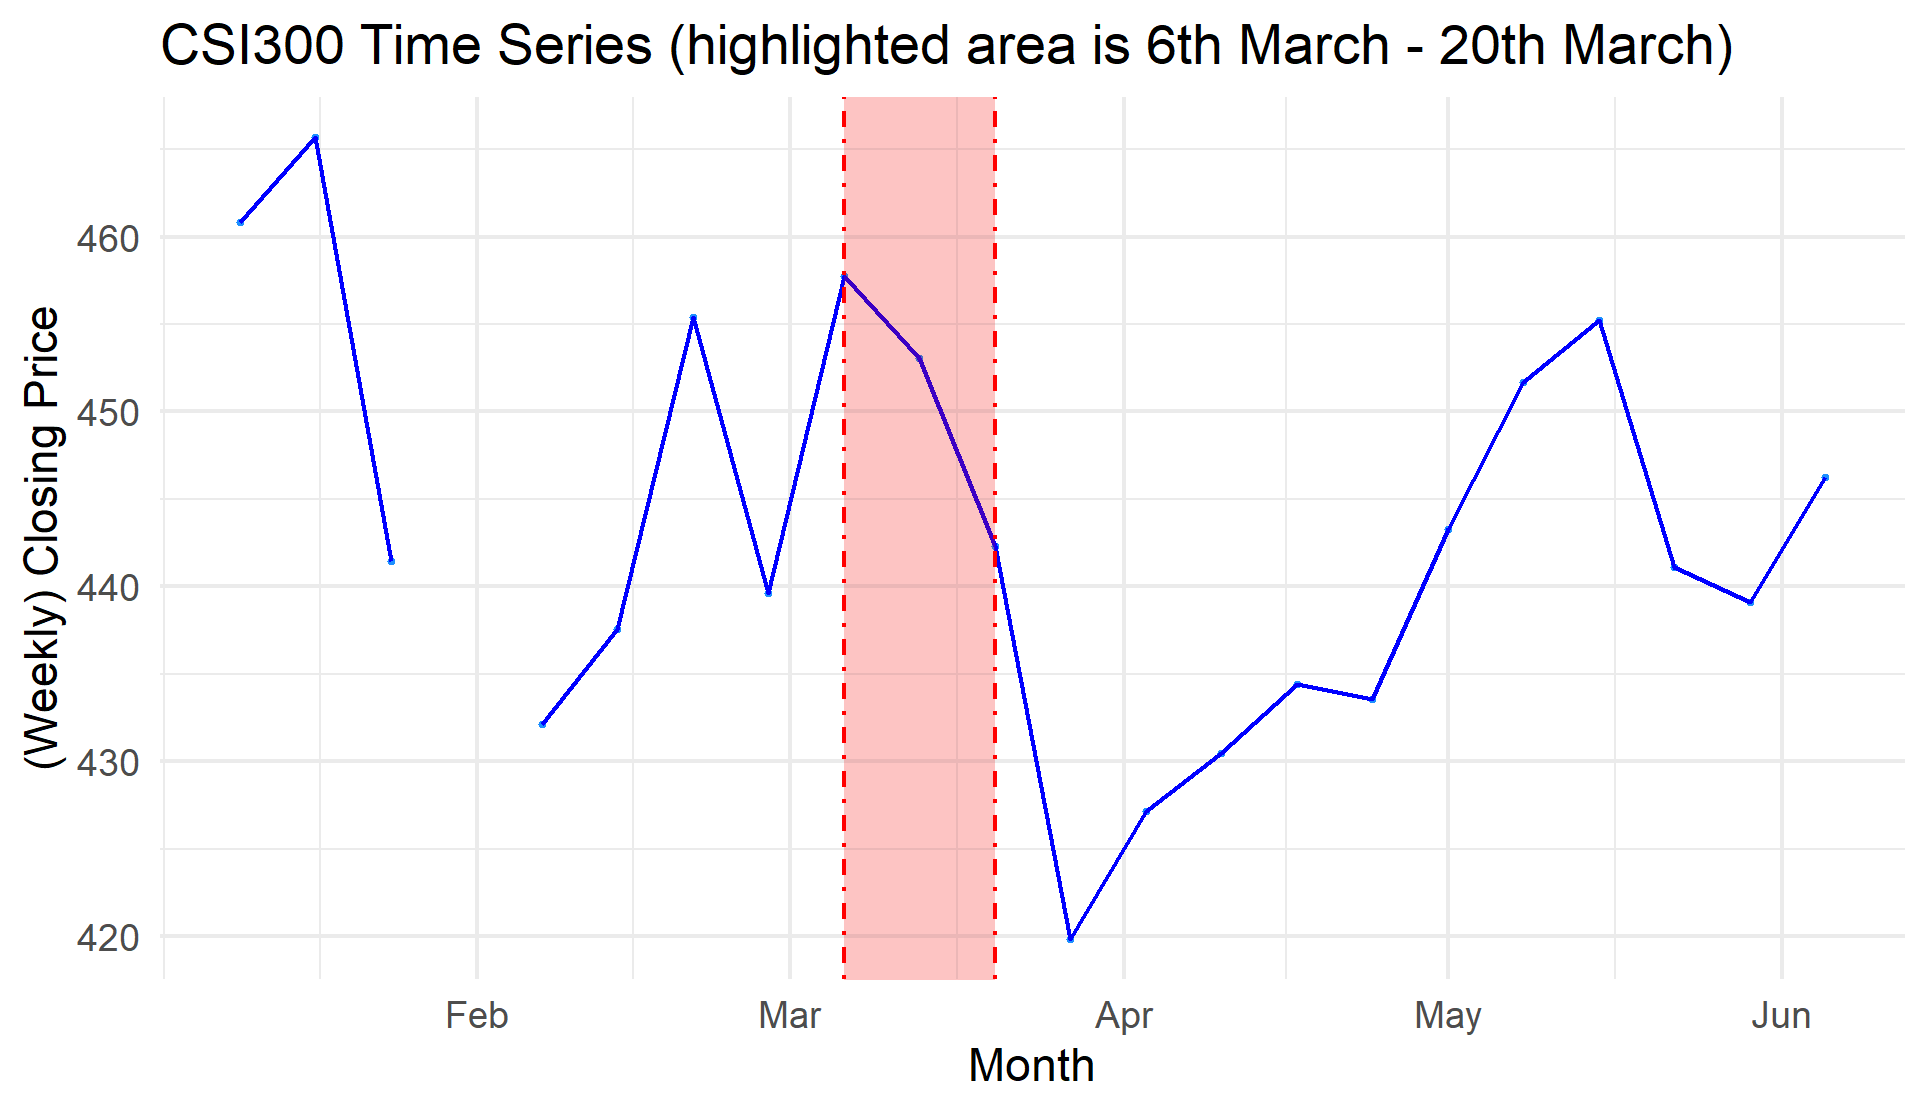 CSI300 Time Series (highlighted area is 6th March - 20th March)
(Weekly) Closing Price
460
450
440
430
420
Feb Mar Apr May Jun
Month